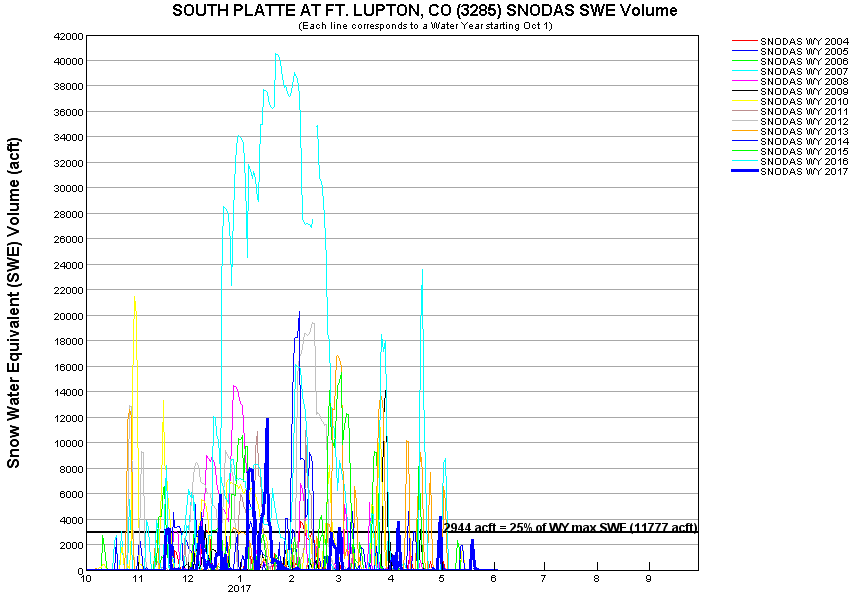 SOUTH PLATTE AT FT. LUPTON, CO (3285) SNODAS SWE Volume
(Each line corresponds to a Water Year starting Oct 1)
Snow Water Equivalent (SWE) Volume (acft)
42000
40000
38000
36000
34000
32000
30000
28000
26000
24000
22000
20000
18000
16000
14000
12000
10000
8000
6000
4000
2000
0
2944 acft = 25% of WY max SWE (11777 acft)
10 11 12 1 2 3 4 5 6 7 8 9
2017
SNODAS WY 2004
SNODAS WY 2005
SNODAS WY 2006
SNODAS WY 2007
SNODAS WY 2008
SNODAS WY 2009
SNODAS WY 2010
SNODAS WY 2011
SNODAS WY 2012
SNODAS WY 2013
SNODAS WY 2014
SNODAS WY 2015
SNODAS WY 2016
SNODAS WY 2017